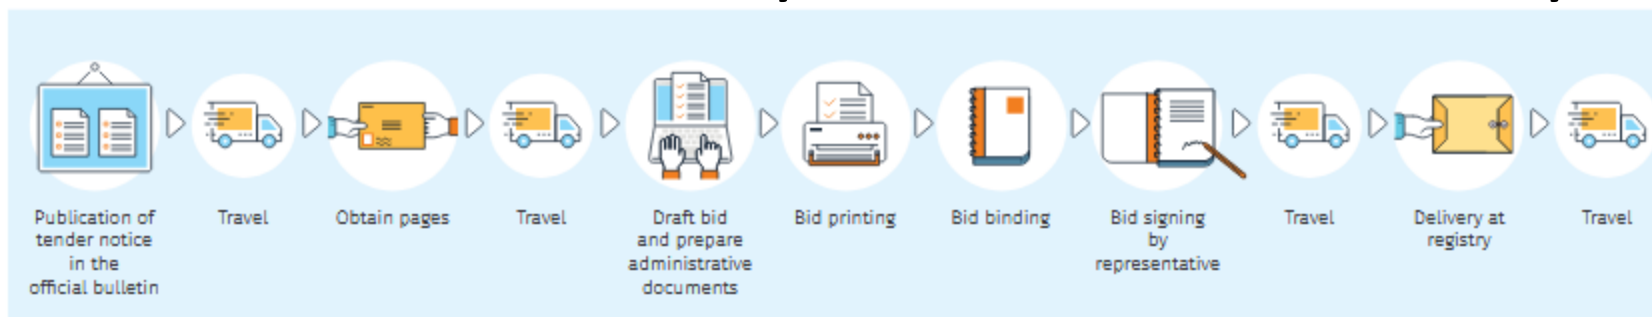 Publication of
tender notice
in the
official bulletin
Travel
Obtain pages
Travel
Draft bid
and prepare
administrative
documents
Bid printing
Bid binding
Bid signing
by
representative
Travel
Delivery at
registry
Travel